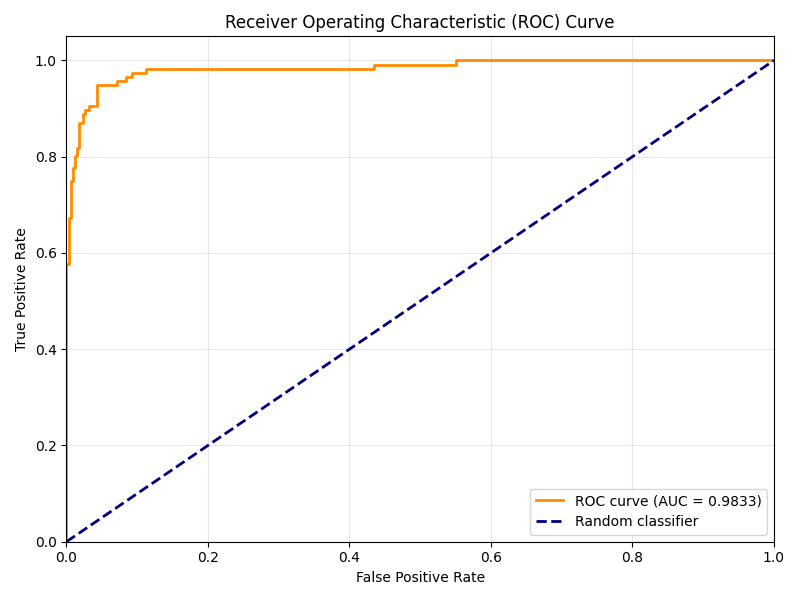 Receiver Operating Characteristic (ROC) Curve
True Positive Rate
1.0
0.8
0.6
0.4
0.2
0.0
0.0 0.2 0.4 0.6 0.8 1.0
False Positive Rate
ROC curve (AUC = 0.9833)
Random classifier